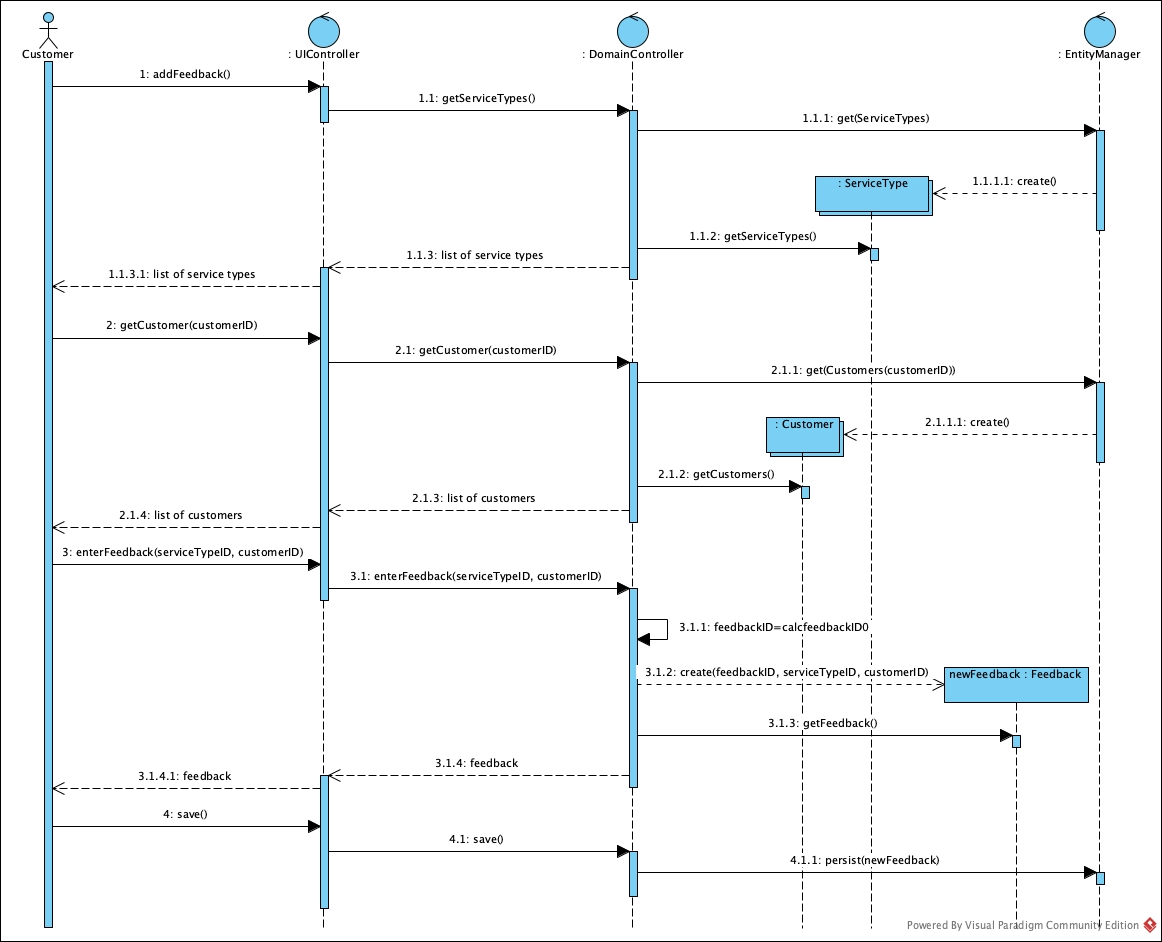 Customer
: UIController
: DomainController
: EntityManager
1: addFeedback()
1.1: getServiceTypes()
1.1.1: get(ServiceTypes)
: ServiceType
1.1.1.1: create()
1.1.2: getServiceTypes()
1.1.3: list of service types
1.1.3.1: list of service types
2: getCustomer(customerID)
2.1: getCustomer(customerID)
2.1.1: get(Customers(customerID))
: Customer
2.1.1.1: create()
2.1.2: getCustomers()
2.1.3: list of customers
2.1.4: list of customers
3: enterFeedback(serviceTypeID, customerID)
3.1: enterFeedback(serviceTypeID, customerID)
3.1.1: feedbackID=calcfeedbackID0
3.1.2: create(feedbackID, serviceTypeID, customerID)
newFeedback : Feedback
3.1.3: getFeedback()
3.1.4: feedback
3.1.4.1: feedback
4: save()
4.1: save()
4.1.1: persist(newFeedback)
Powered By Visual Paradigm Community Edition